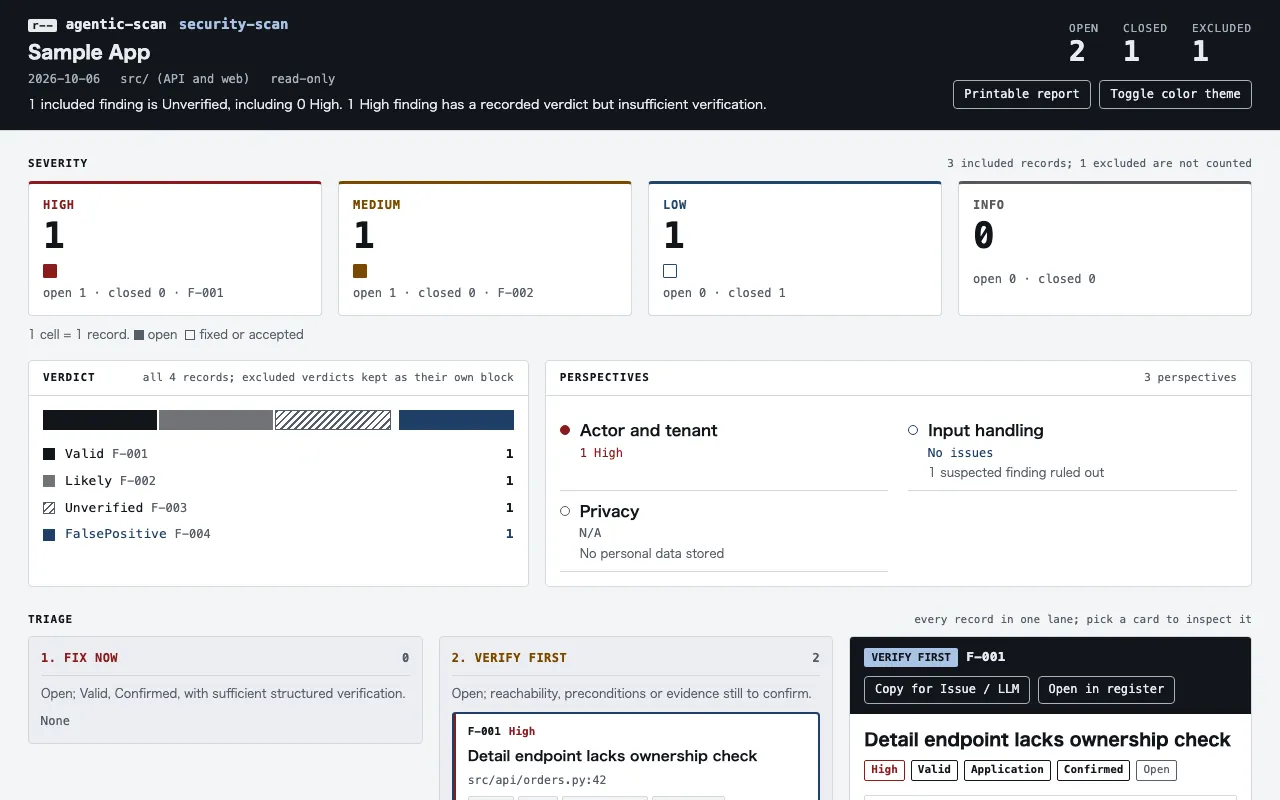 r-- agentic-scan security-scan
Sample App
2026-10-06 src/ (API and web) read-only
1 included finding is Unverified, including 0 High. 1 High finding has a recorded verdict but insufficient verification.
OPEN CLOSED EXCLUDED
2 1 1
Printable report Toggle color theme
SEVERITY 3 included records; 1 excluded are not counted
HIGH
1
open 1 · closed 0 · F-001
MEDIUM
1
open 1 · closed 0 · F-002
LOW
1
open 0 · closed 1
INFO
0
open 0 · closed 0
1 cell = 1 record. open fixed or accepted
VERDICT all 4 records; excluded verdicts kept as their own block
Valid F-001 1
Likely F-002 1
Unverified F-003 1
FalsePositive F-004 1
PERSPECTIVES 3 perspectives
Actor and tenant
1 High
Input handling
No issues
1 suspected finding ruled out
Privacy
N/A
No personal data stored
TRIAGE every record in one lane; pick a card to inspect it
1. FIX NOW 0
Open; Valid, Confirmed, with sufficient structured verification.
None
2. VERIFY FIRST 2
Open; reachability, preconditions or evidence still to confirm.
F-001 High
Detail endpoint lacks ownership check
src/api/orders.py:42
VERIFY FIRST F-001
Copy for Issue / LLM Open in register
Detail endpoint lacks ownership check
High Valid Application Confirmed Open